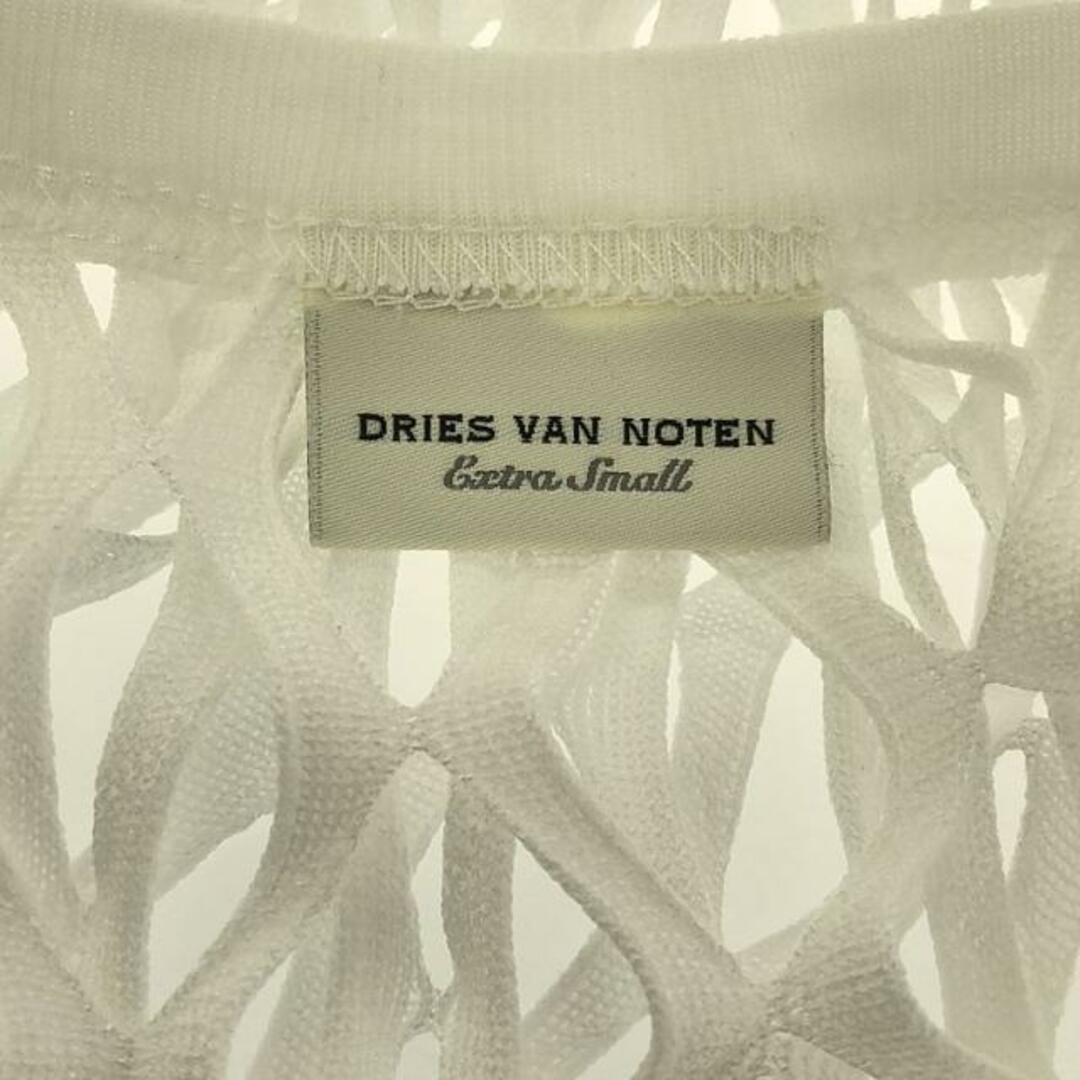 DRIES VAN NOTEN
Extra Small